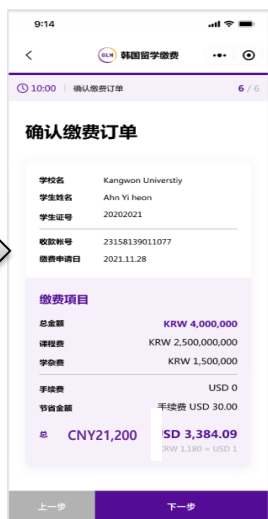 9:14
GLN 韩国留学缴费
10:00 确认缴费订单 6 / 6
确认缴费订单
学校名 Kangwon Universtiy
学生姓名 Ahn Yi heon
学生证号 20202021
收款帐号 23158139011077
缴费申请日 2021.11.28
缴费项目
总金额 KRW 4,000,000
课程费 KRW 2,500,000,000
学杂费 KRW 1,500,000
手续费 USD 0
节省金额 手续费 USD 30.00
总 CNY21,200 SD 3,384.09
KRW 1,180 = USD 1
上一步 下一步